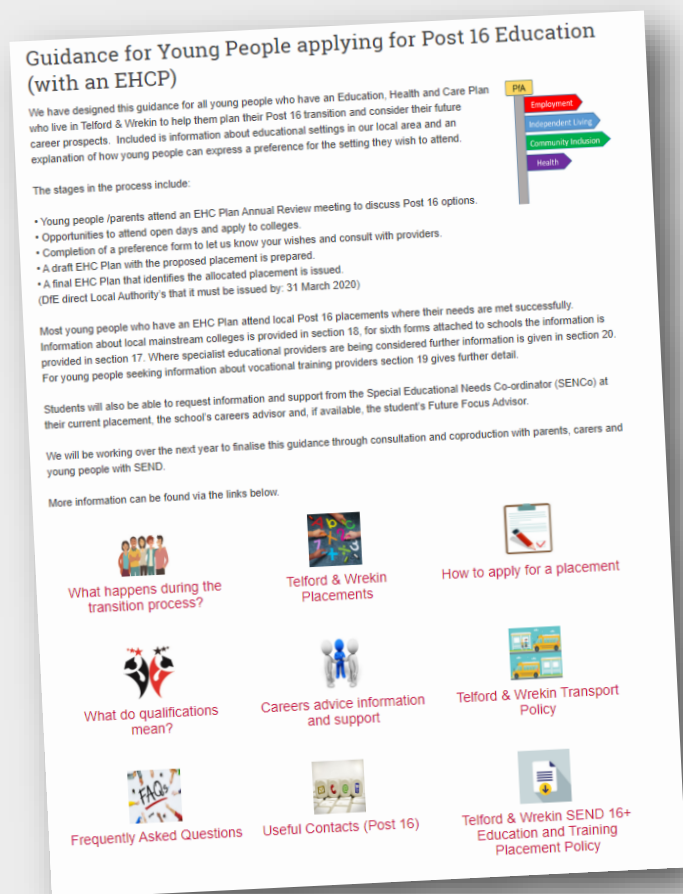 Guidance for Young People applying for Post 16 Education
(with an EHCP)
We have designed this guidance for all young people who have an Education, Health and Care Plan
who live in Telford & Wrekin to help them plan their Post 16 transition and consider their future
career prospects.  Included is information about educational settings in our local area and an
explanation of how young people can express a preference for the setting they wish to attend.
PfA
Employment
Independent Living
Community Inclusion
Health
The stages in the process include:
• Young people /parents attend an EHC Plan Annual Review meeting to discuss Post 16 options.
• Opportunities to attend open days and apply to colleges.
• Completion of a preference form to let us know your wishes and consult with providers.
• A draft EHC Plan with the proposed placement is prepared.
• A final EHC Plan that identifies the allocated placement is issued.
(DfE direct Local Authority's that it must be issued by: 31 March 2020)
Most young people who have an EHC Plan attend local Post 16 placements where their needs are met successfully.
Information about local mainstream colleges is provided in section 18, for sixth forms attached to schools the information is
provided in section 17. Where specialist educational providers are being considered further information is given in section 20.
For young people seeking information about vocational training providers section 19 gives further detail.
Students will also be able to request information and support from the Special Educational Needs Co-ordinator (SENCo) at
their current placement, the school's careers advisor and, if available, the student's Future Focus Advisor.
We will be working over the next year to finalise this guidance through consultation and coproduction with parents, carers and
young people with SEND.
More information can be found via the links below.
What happens during the
transition process?
Telford & Wrekin
Placements
How to apply for a placement
What do qualifications
mean?
Careers advice information
and support
Telford & Wrekin Transport
Policy
FAQs
Frequently Asked Questions
Useful Contacts (Post 16)
Telford & Wrekin SEND 16+
Education and Training
Placement Policy